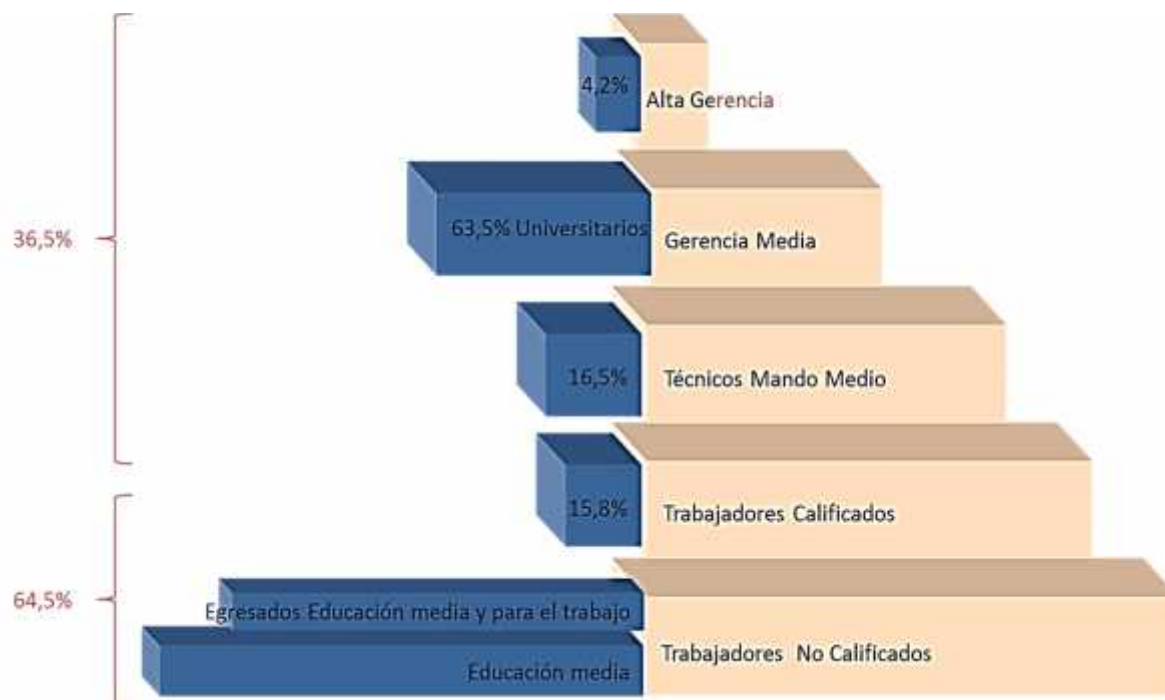 4,2%
Alta Gerencia
36,5%
63,5% Universitarios
Gerencia Media
16,5%
Técnicos Mando Medio
15,8%
Trabajadores Calificados
64,5%
Egresados Educación media y para el trabajo
Trabajadores No Calificados
Educación media